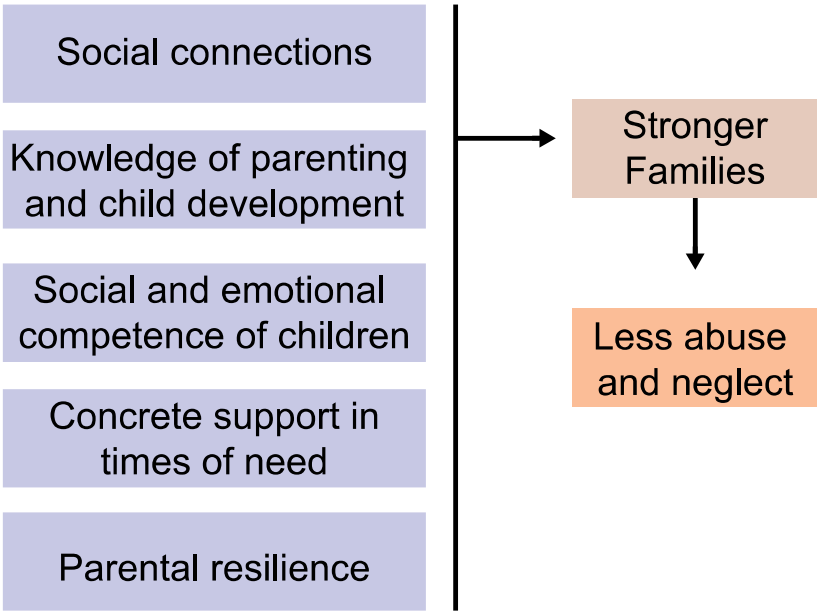 Social connections
Knowledge of parenting
and child development
Social and emotional
competence of children
Concrete support in
times of need
Parental resilience
Stronger
Families
Less abuse
and neglect